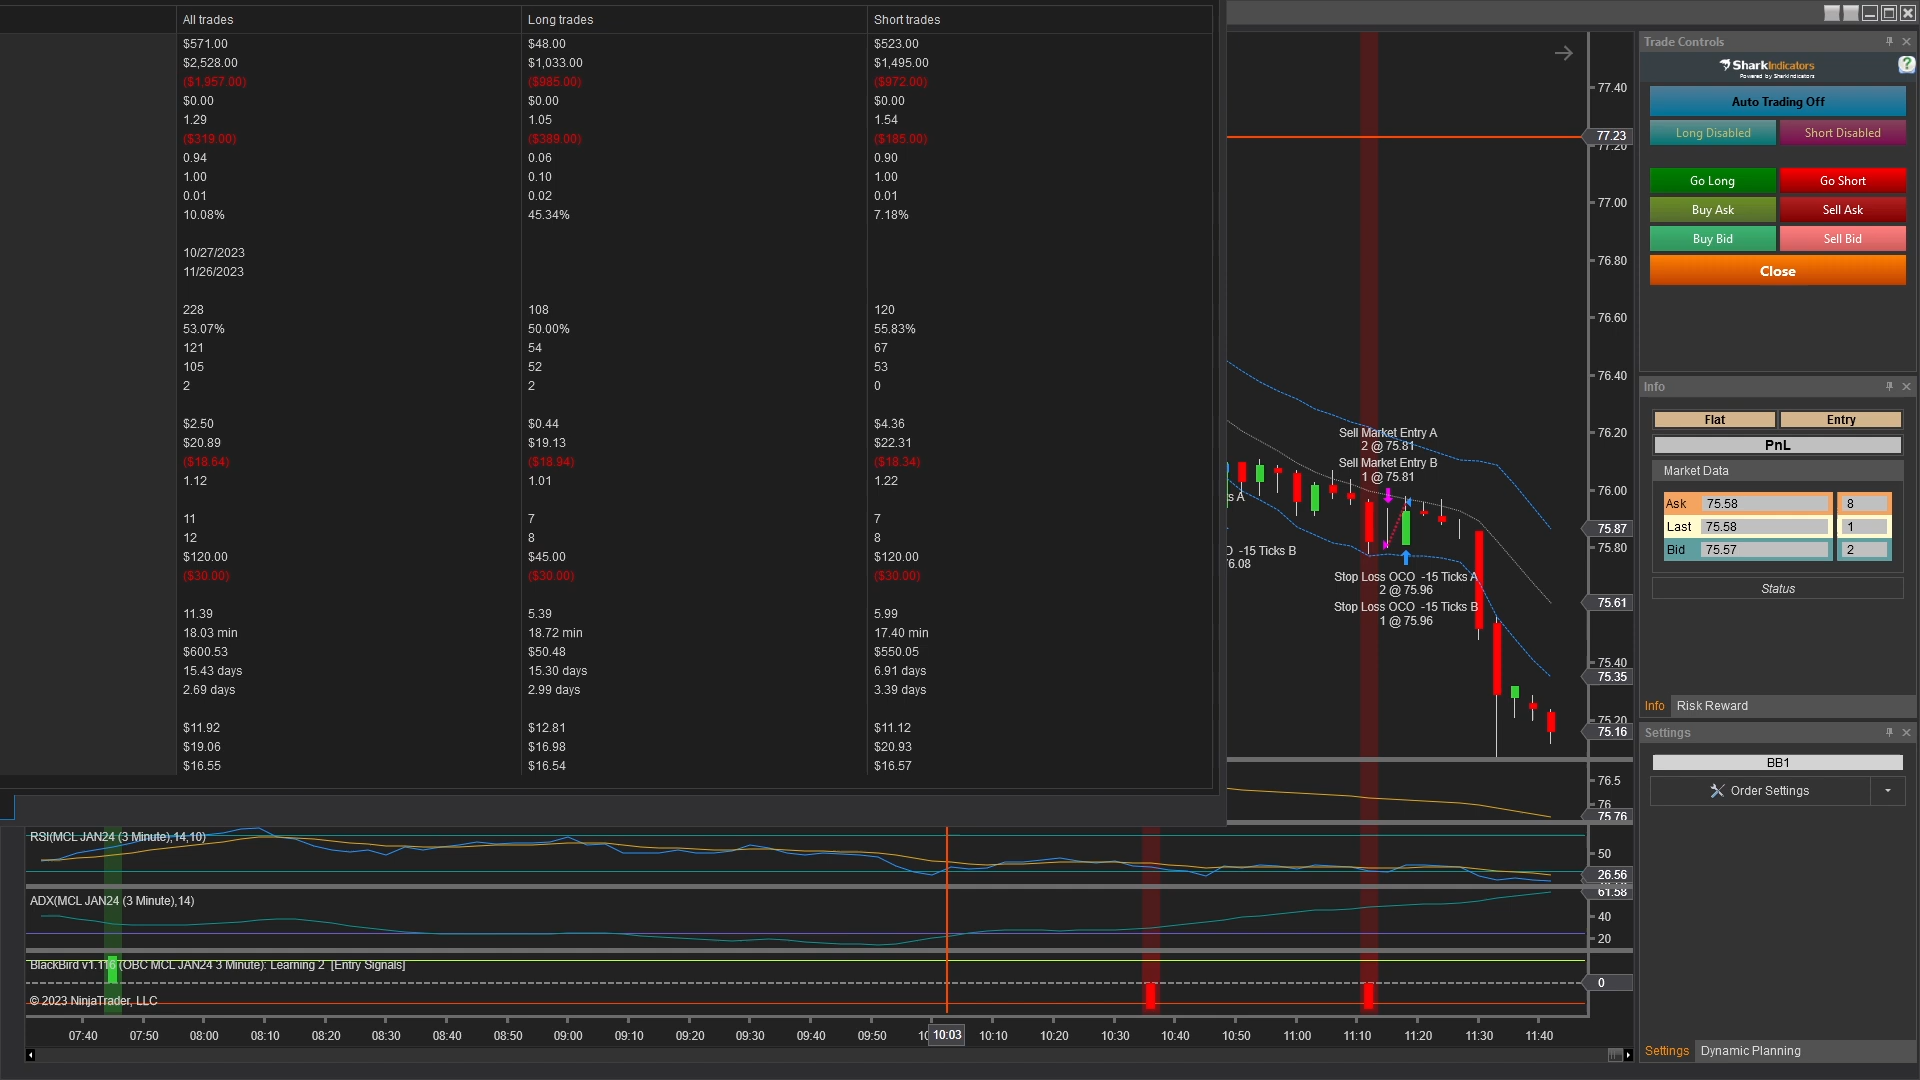 All trades Long trades Short trades
$571.00 $48.00 $523.00
$2,528.00 $1,033.00 $1,495.00
($1,957.00) ($985.00) ($972.00)
$0.00 $0.00 $0.00
1.29 1.05 1.54
($319.00) ($389.00) ($185.00)
0.94 0.06 0.90
1.00 0.10 1.00
0.01 0.02 0.01
10.08% 45.34% 7.18%
10/27/2023
11/26/2023
228 108 120
53.07% 50.00% 55.83%
121 54 67
105 52 53
2 2 0
$2.50 $0.44 $4.36
$20.89 $19.13 $22.31
($18.64) ($18.94) ($18.34)
1.12 1.01 1.22
11 7 7
12 8 8
$120.00 $45.00 $120.00
($30.00) ($30.00) ($30.00)
11.39 5.39 5.99
18.03 min 18.72 min 17.40 min
$600.53 $50.48 $550.05
15.43 days 15.30 days 6.91 days
2.69 days 2.99 days 3.39 days
$11.92 $12.81 $11.12
$19.06 $16.98 $20.93
$16.55 $16.54 $16.57
Sell Market Entry A
2 @ 75.81
Sell Market Entry B
1 @ 75.81
s A
-15 Ticks B
6.08
Stop Loss OCO -15 Ticks A
2 @ 75.96
Stop Loss OCO -15 Ticks B
1 @ 75.96
77.40
77.23
77.20
77.00
76.80
76.60
76.40
76.20
76.00
75.87
75.80
75.61
75.40
75.35
75.20
75.16
76.5
76
75.76
RSI(MCL JAN24 (3 Minute),14,10)
50
26.56
ADX(MCL JAN24 (3 Minute),14)
61.58
40
20
BlackBird v1.116 (OBC MCL JAN24 3 Minute): Learning 2 [Entry Signals]
0
© 2023 NinjaTrader, LLC
07:40 07:50 08:00 08:10 08:20 08:30 08:40 08:50 09:00 09:10 09:20 09:30 09:40 09:50 10:03 10:10 10:20 10:30 10:40 10:50 11:00 11:10 11:20 11:30 11:40
Trade Controls
SharkIndicators
Powered by SharkIndicators
?
Auto Trading Off
Long Disabled Short Disabled
Go Long Go Short
Buy Ask Sell Ask
Buy Bid Sell Bid
Close
Info
Flat Entry
PnL
Market Data
Ask 75.58 8
Last 75.58 1
Bid 75.57 2
Status
Info Risk Reward
Settings
BB1
Order Settings
Settings Dynamic Planning